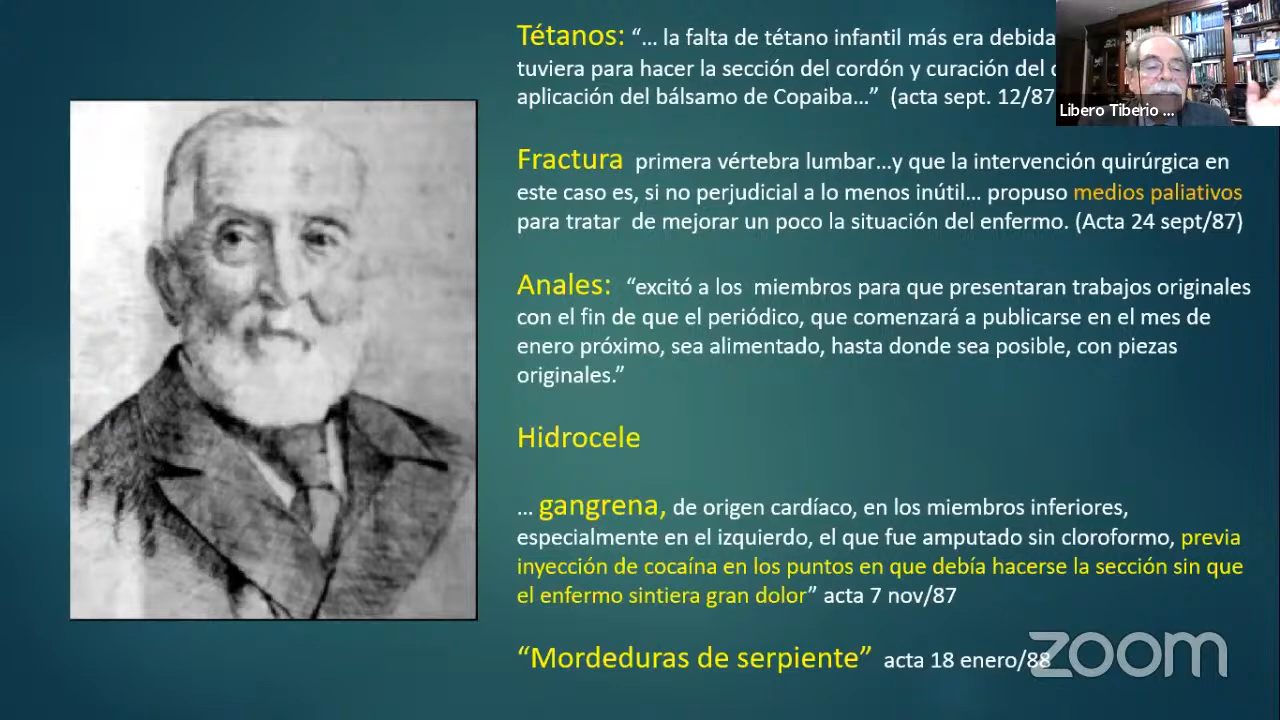 Tétanos: “... la falta de tétano infantil más era debida
tuviera para hacer la sección del cordón y curación del
aplicación del bálsamo de Copaiba...” (acta sept. 12/87
Libero Tiberio ...
Fractura primera vértebra lumbar...y que la intervención quirúrgica en
este caso es, si no perjudicial a lo menos inútil... propuso medios paliativos
para tratar de mejorar un poco la situación del enfermo. (Acta 24 sept/87)
Anales: “excitó a los miembros para que presentaran trabajos originales
con el fin de que el periódico, que comenzará a publicarse en el mes de
enero próximo, sea alimentado, hasta donde sea posible, con piezas
originales.”
Hidrocele
... gangrena, de origen cardíaco, en los miembros inferiores,
especialmente en el izquierdo, el que fue amputado sin cloroformo, previa
inyección de cocaína en los puntos en que debía hacerse la sección sin que
el enfermo sintiera gran dolor” acta 7 nov/87
“Mordeduras de serpiente” acta 18 enero/88
zoom